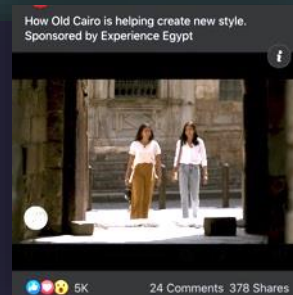 How Old Cairo is helping create new style.
Sponsored by Experience Egypt
i
5K 24 Comments 378 Shares